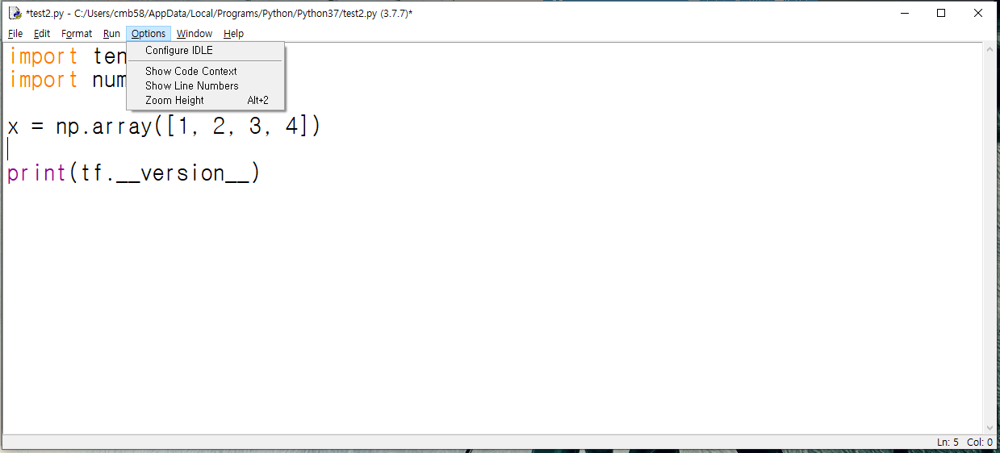 *test2.py - C:/Users/cmb58/AppData/Local/Programs/Python/Python37/test2.py (3.7.7)*
File Edit Format Run Options Window Help
Configure IDLE
Show Code Context
Show Line Numbers
Zoom Height Alt+2
import ten
import num
x = np.array([1, 2, 3, 4])
print(tf.__version__)
Ln: 5 Col: 0